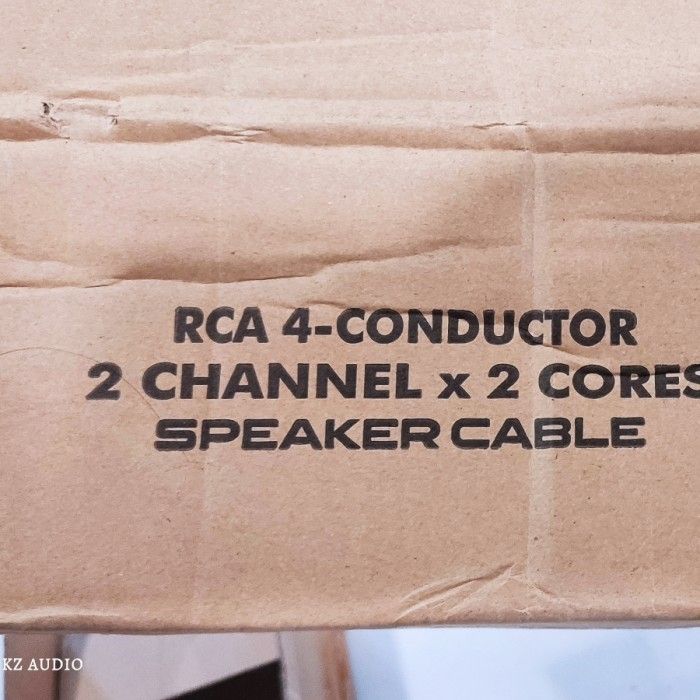 RCA 4-CONDUCTOR
2 CHANNEL x 2 CORES
SPEAKER CABLE
KZ AUDIO